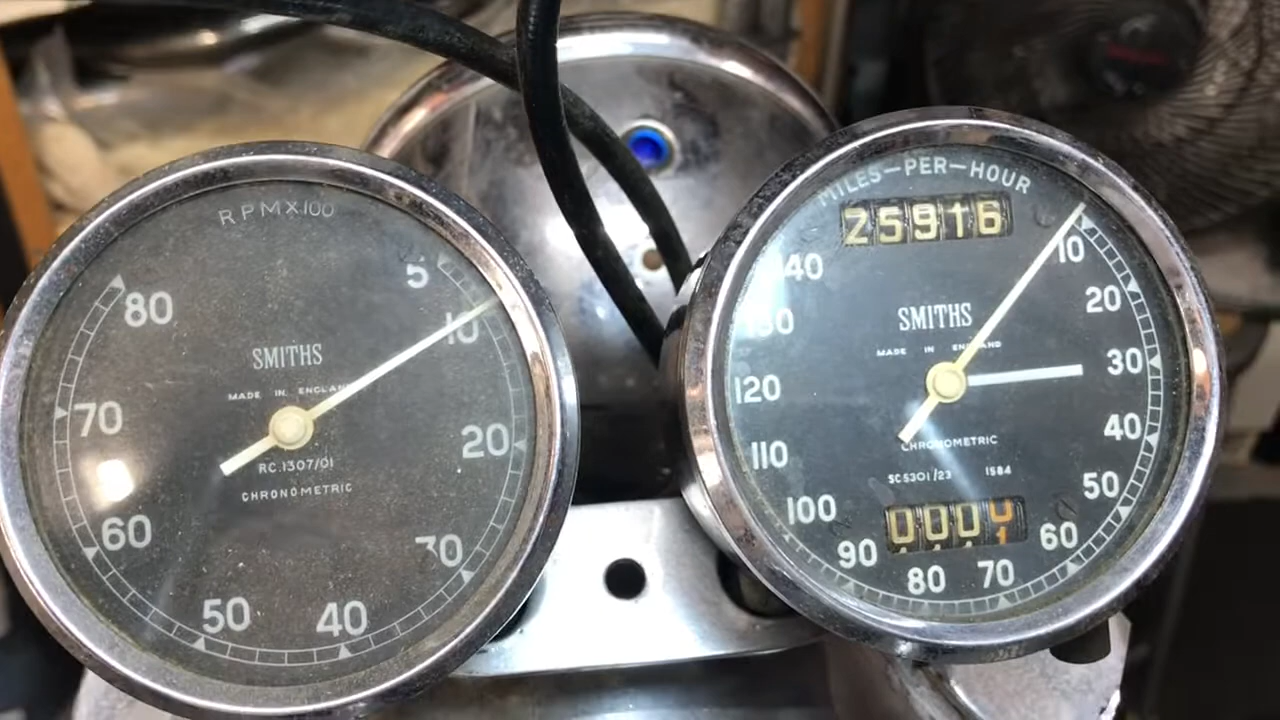 RPM X 100
5
10
20
30
40
50
60
70
80
SMITHS
MADE IN ENGLAND
RC.1307/01
CHRONOMETRIC
MILES-PER-HOUR
25916
10
20
30
40
50
60
70
80
90
100
110
120
SMITHS
MADE IN ENGLAND
CHRONOMETRIC
SC5301/23 1584
000